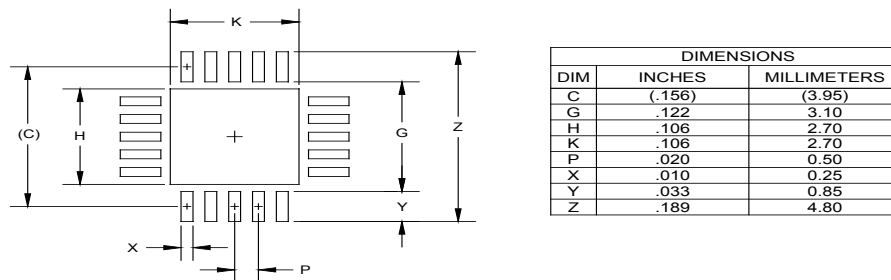 K
(C)
H
G
Z
Y
X
P
DIMENSIONS
DIM INCHES MILLIMETERS
C (.156) (3.95)
G .122 3.10
H .106 2.70
K .106 2.70
P .020 0.50
X .010 0.25
Y .033 0.85
Z .189 4.80